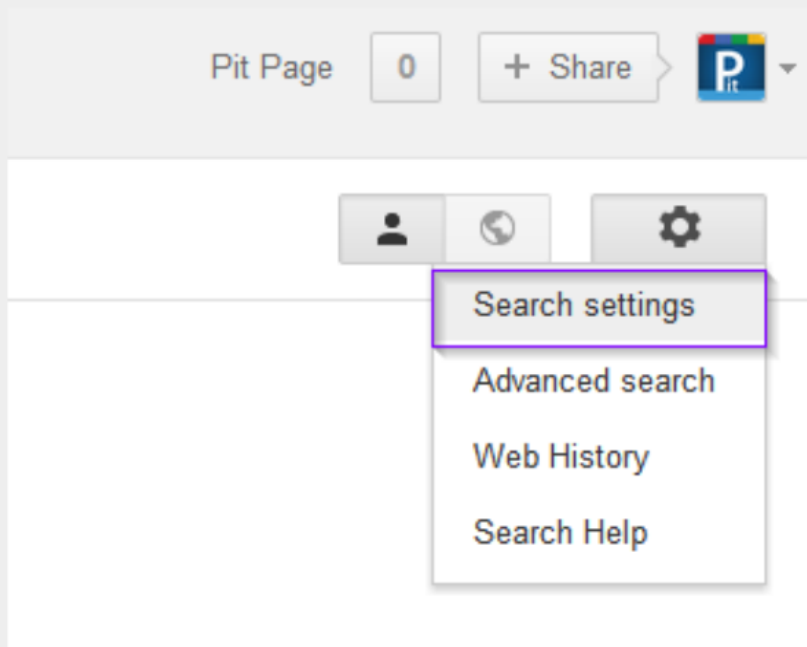 Pit Page 0 + Share Pit
Search settings
Advanced search
Web History
Search Help